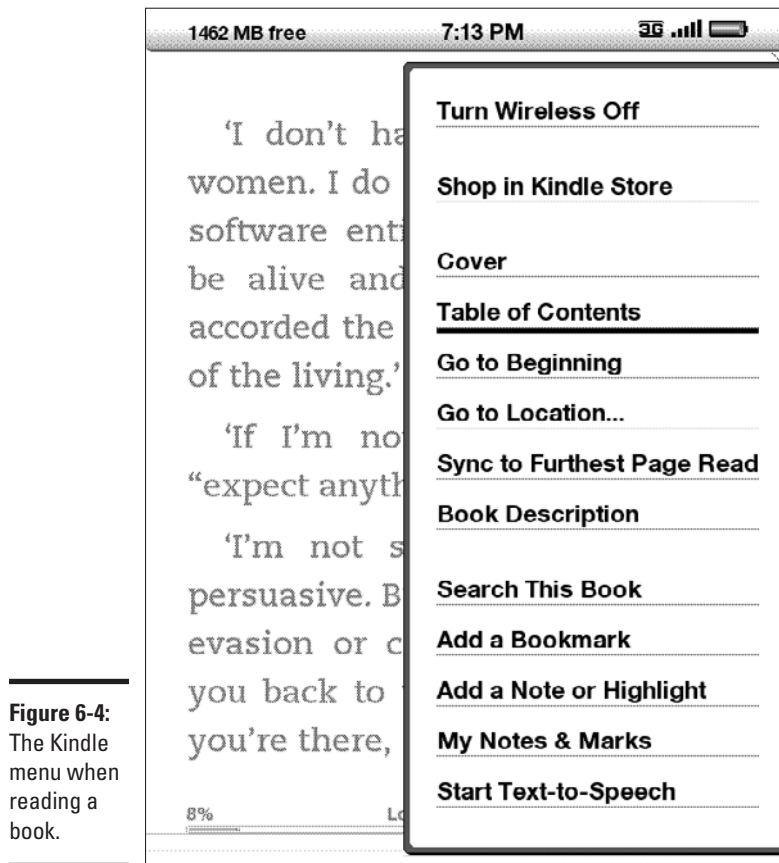 1462 MB free 7:13 PM 3G
‘I don’t
women. I do
software
be alive and
accorded the
of the living.’
‘If I’m
“expect
‘I’m not
persuasive.
evasion or
you back to
you’re there,
8%
Turn Wireless Off
Shop in Kindle Store
Cover
Table of Contents
Go to Beginning
Go to Location...
Sync to Furthest Page Read
Book Description
Search This Book
Add a Bookmark
Add a Note or Highlight
My Notes & Marks
Start Text-to-Speech
Figure 6-4:
The Kindle
menu when
reading a
book.